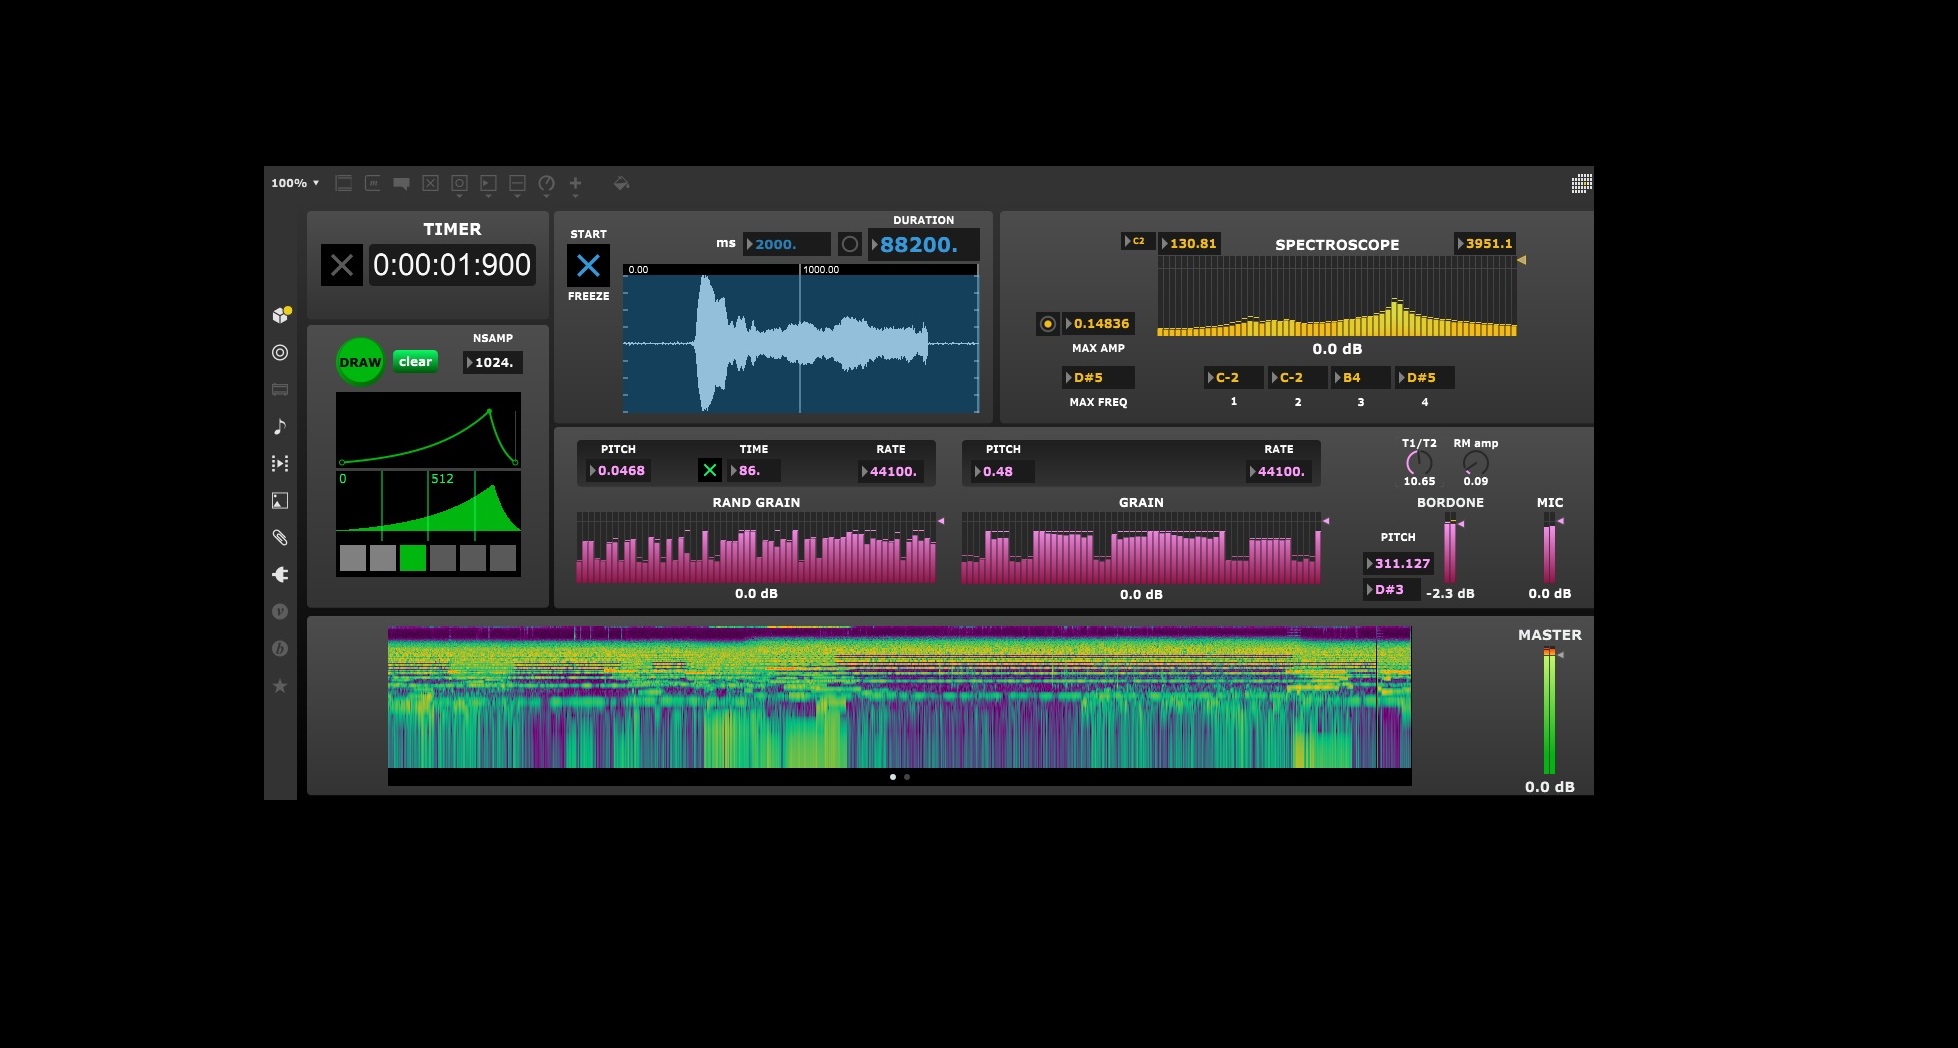 100%
TIMER
0:00:01:900
DRAW
clear
NSAMP
1024.
0
512
START
FREEZE
ms
2000.
DURATION
88200.
0.00
1000.00
C2
130.81
SPECTROSCOPE
3951.1
0.14836
MAX AMP
D#5
MAX FREQ
0.0 dB
C-2
C-2
B4
D#5
1
2
3
4
PITCH
TIME
RATE
0.0468
86.
44100.
RAND GRAIN
0.0 dB
PITCH
RATE
0.48
44100.
GRAIN
0.0 dB
T1/T2
RM amp
10.65
0.09
BORDONE
MIC
PITCH
311.127
D#3
-2.3 dB
0.0 dB
MASTER
0.0 dB